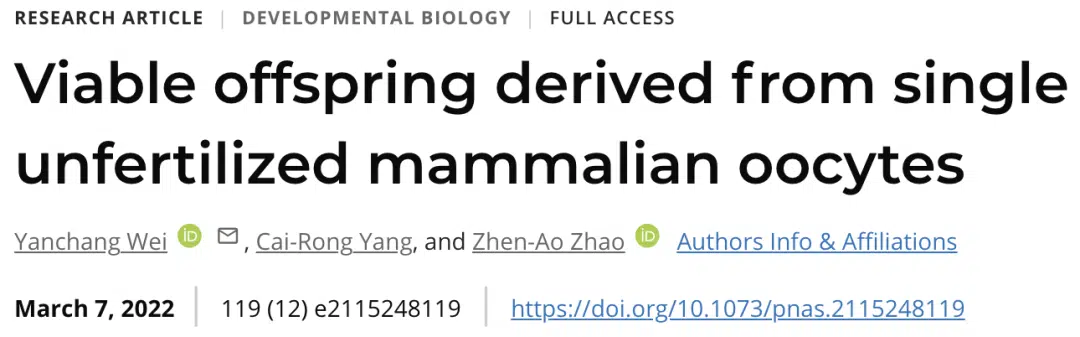 RESEARCH ARTICLE | DEVELOPMENTAL BIOLOGY | FULL ACCESS
Viable offspring derived from single
unfertilized mammalian oocytes
Yanchang Wei iD , Cai-Rong Yang, and Zhen-Ao Zhao iD Authors Info & Affiliations
March 7, 2022 | 119 (12) e2115248119 | https://doi.org/10.1073/pnas.2115248119